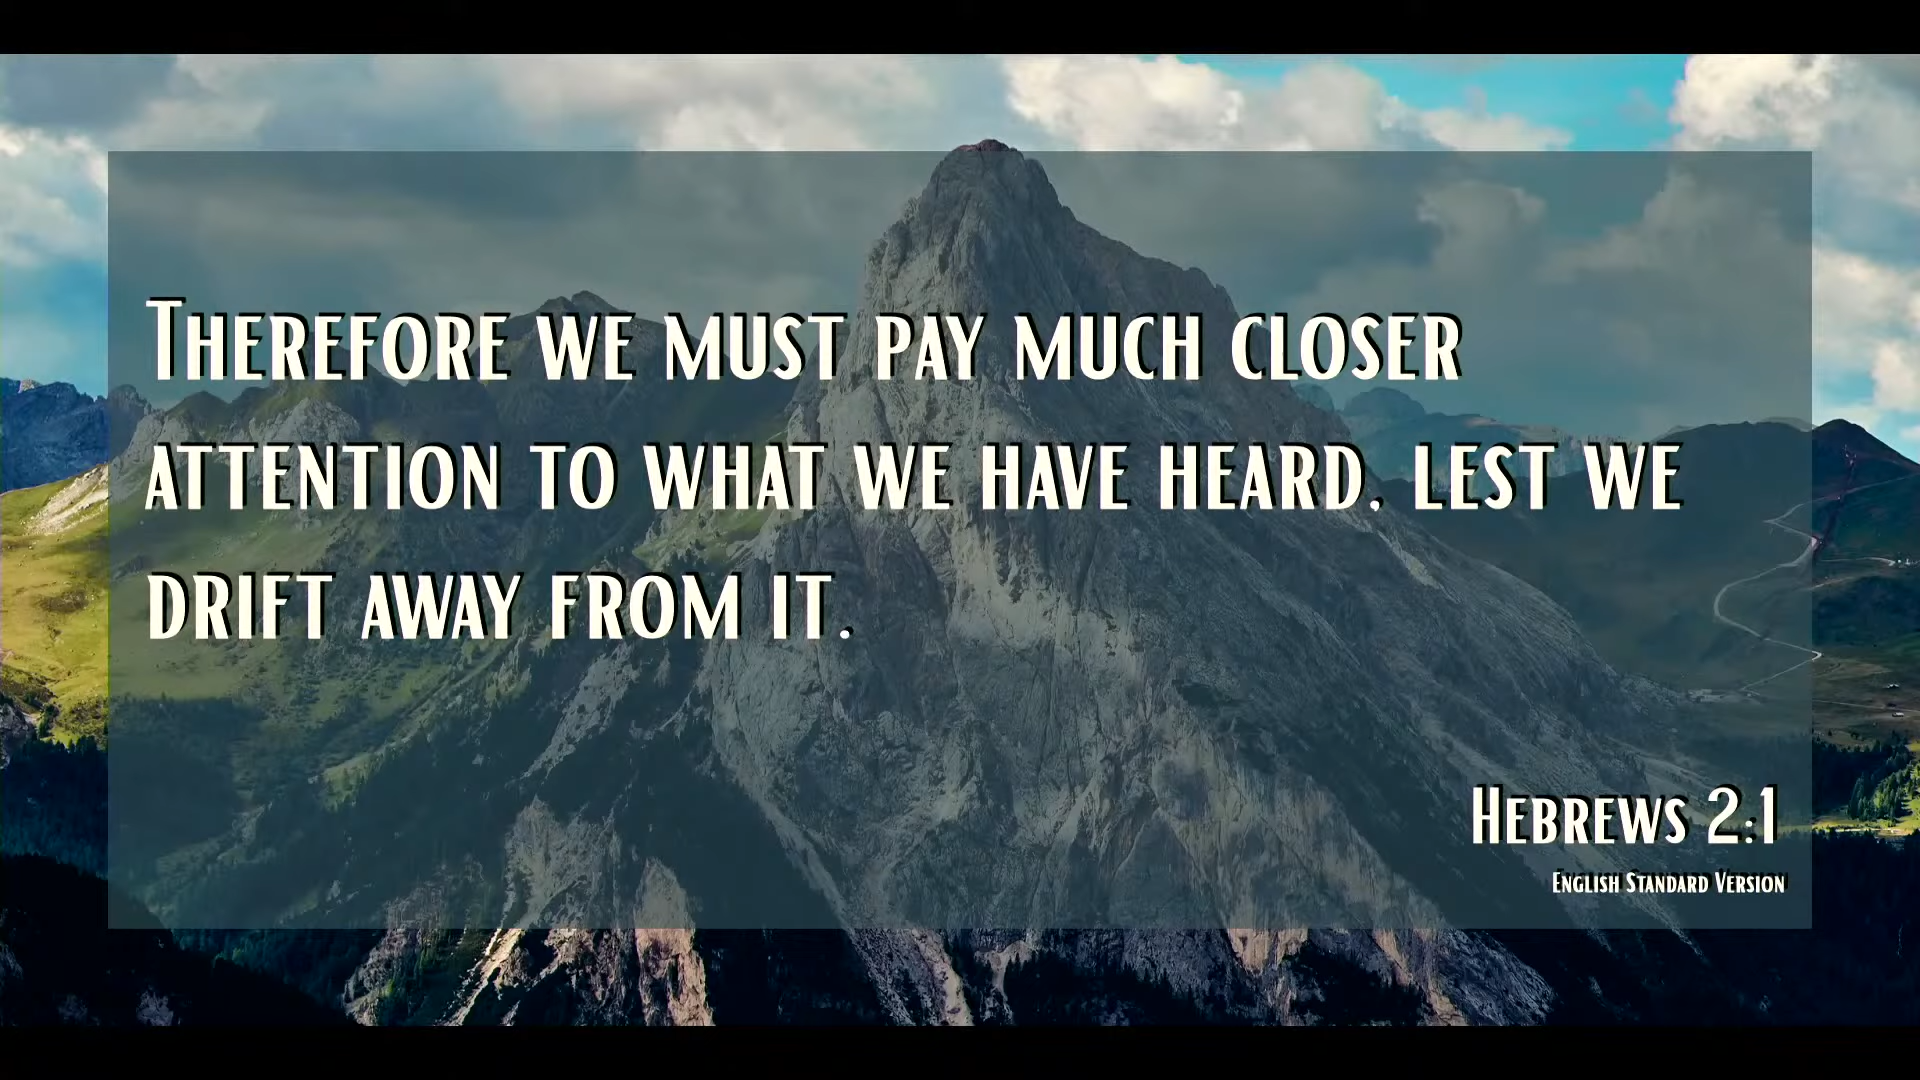 Therefore we must pay much closer
attention to what we have heard, lest we
drift away from it.
Hebrews 2:1
English Standard Version